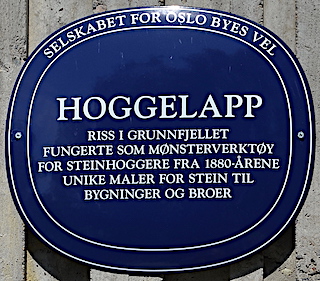 SELSKABET FOR OSLO BYES VEL
HOGGELAPP
RISS I GRUNNFJELLET
FUNGERTE SOM MØNSTERVERKTØY
FOR STEINHOGGERE FRA 1880-ÅRENE
UNIKE MALER FOR STEIN TIL
BYGNINGER OG BROER